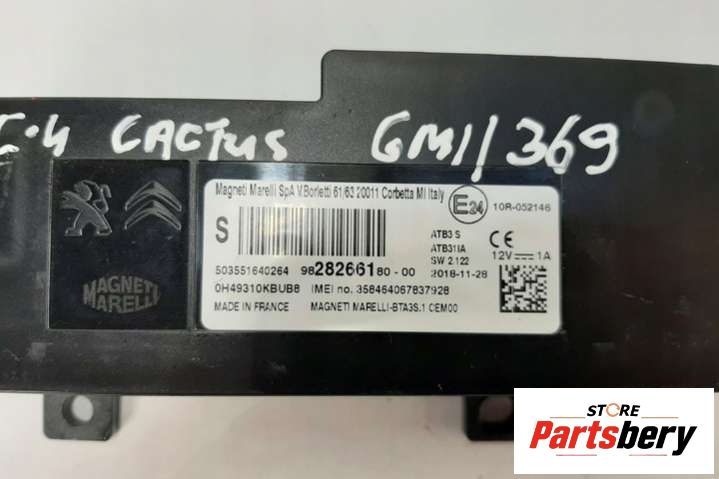 C.4 CACTUS GM11/369
Magneti Marelli SpA V.Borletti 61/63 20011 Corbetta MI Italy
S
E24
10R-052146
ATB3 S
ATB31IA
SW 2.122
CE
12V 1A
2018-11-28
503551640264 9828266180-00
0H49310KBUB8 IMEI no. 358464067837928
MADE IN FRANCE MAGNETI MARELLI-BTA3S.1 CEM00
MAGNETI
MARELLI
STORE
Partsbery